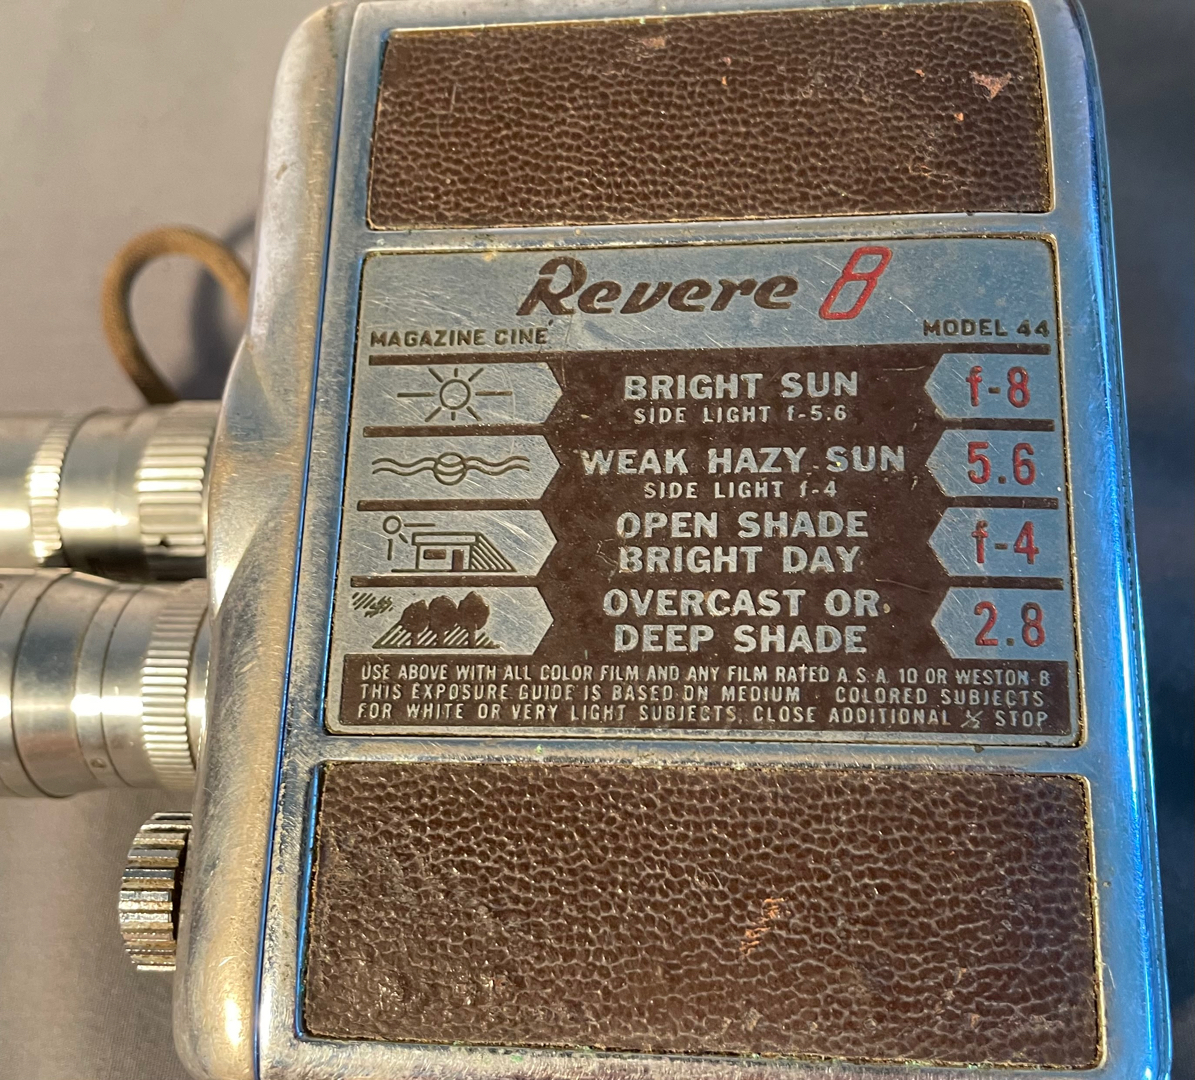 Revere 8
MAGAZINE CINÉ MODEL 44
BRIGHT SUN f-8
SIDE LIGHT f-5.6
WEAK HAZY SUN 5.6
SIDE LIGHT f-4
OPEN SHADE
BRIGHT DAY f-4
OVERCAST OR
DEEP SHADE 2.8
USE ABOVE WITH ALL COLOR FILM AND ANY FILM RATED A.S.A. 10 OR WESTON-8
THIS EXPOSURE GUIDE IS BASED ON MEDIUM COLORED SUBJECTS
FOR WHITE OR VERY LIGHT SUBJECTS, CLOSE ADDITIONAL ½ STOP